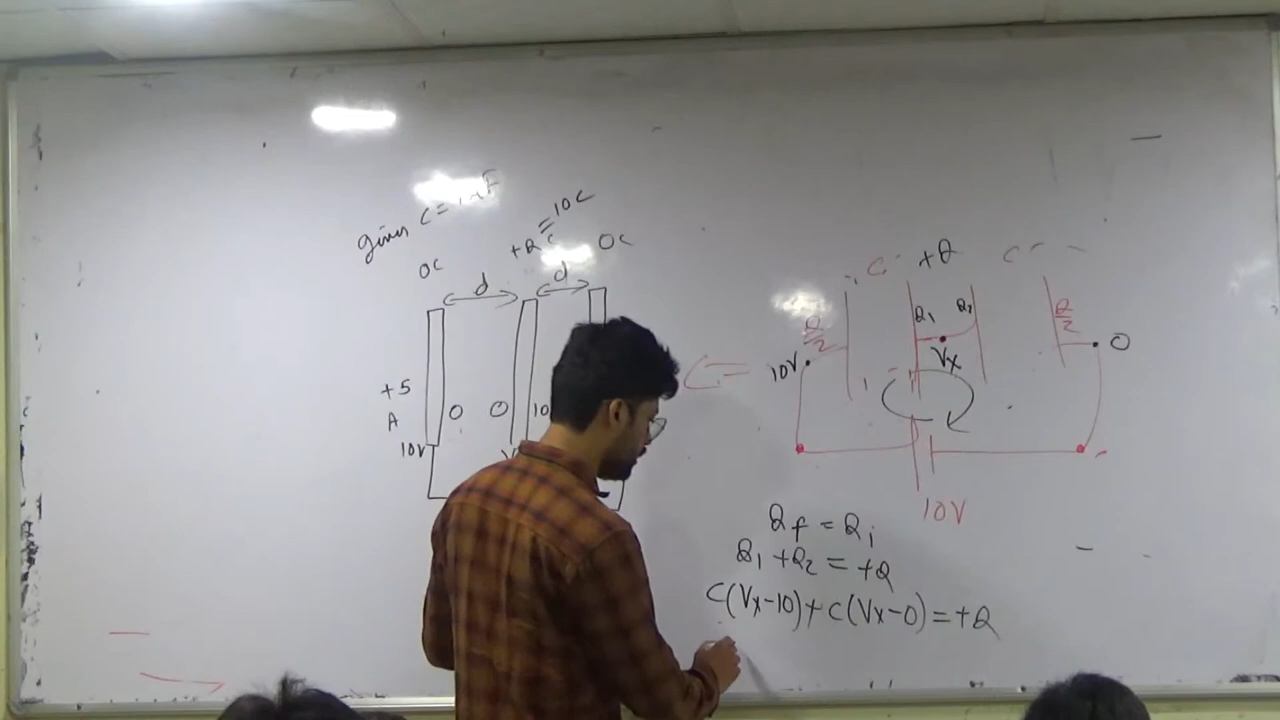 given C =
+Q = 10C
0C
0C
d
d
+5
A
10V
0
0
10
C
+Q
C
Q/2
Q1
Q2
Q/2
10V
Vx
0
10V
Qf = Qi
Q1 + Q2 = +Q
C(Vx-10)+C(Vx-0)=+Q